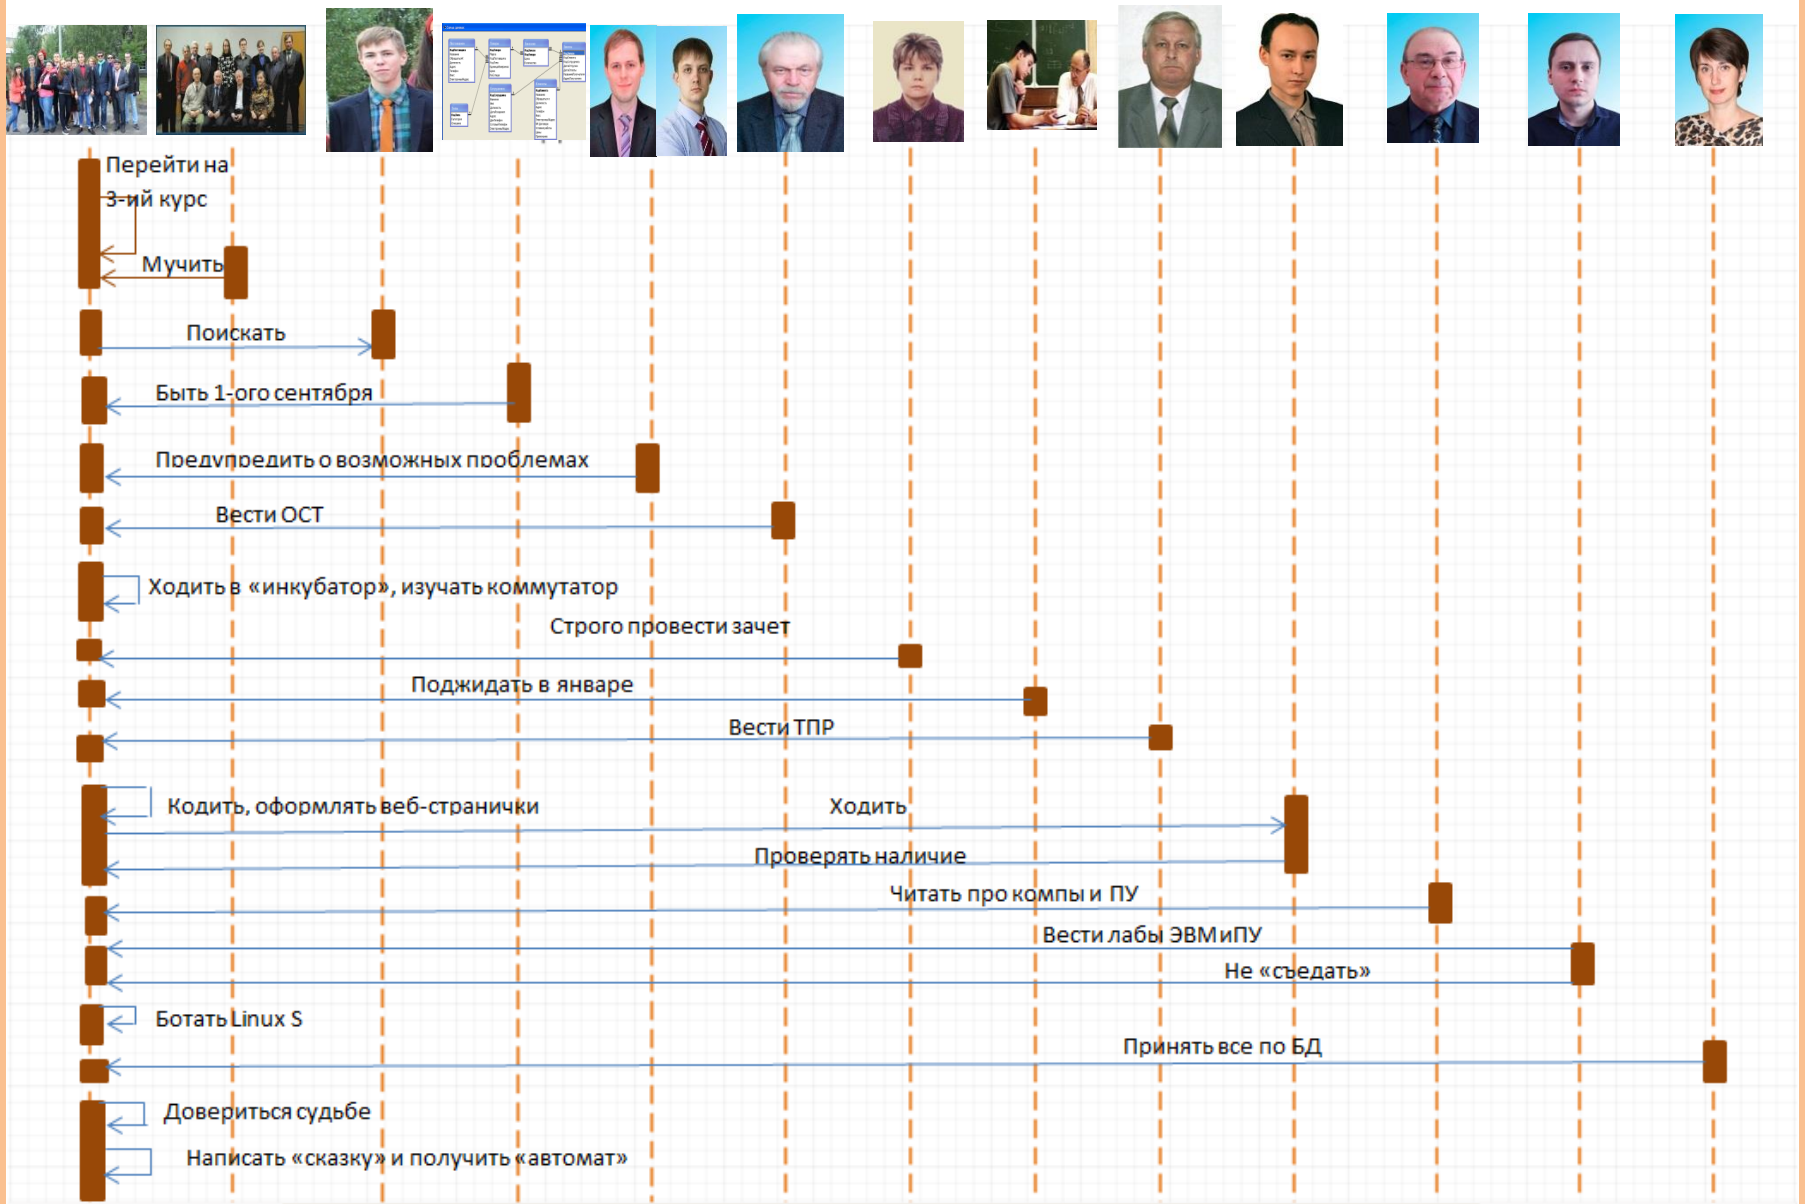 Перейти на
3-ий курс
Мучить
Поискать
Быть 1-ого сентября
Предупредить о возможных проблемах
Вести ОСТ
Ходить в «инкубатор», изучать коммутатор
Строго провести зачет
Поджидать в январе
Вести ТПР
Кодить, оформлять веб-странички
Ходить
Проверять наличие
Читать про компы и ПУ
Вести лабы ЭВМиПУ
Не «съедать»
Ботать Linux S
Принять все по БД
Довериться судьбе
Написать «сказку» и получить «автомат»